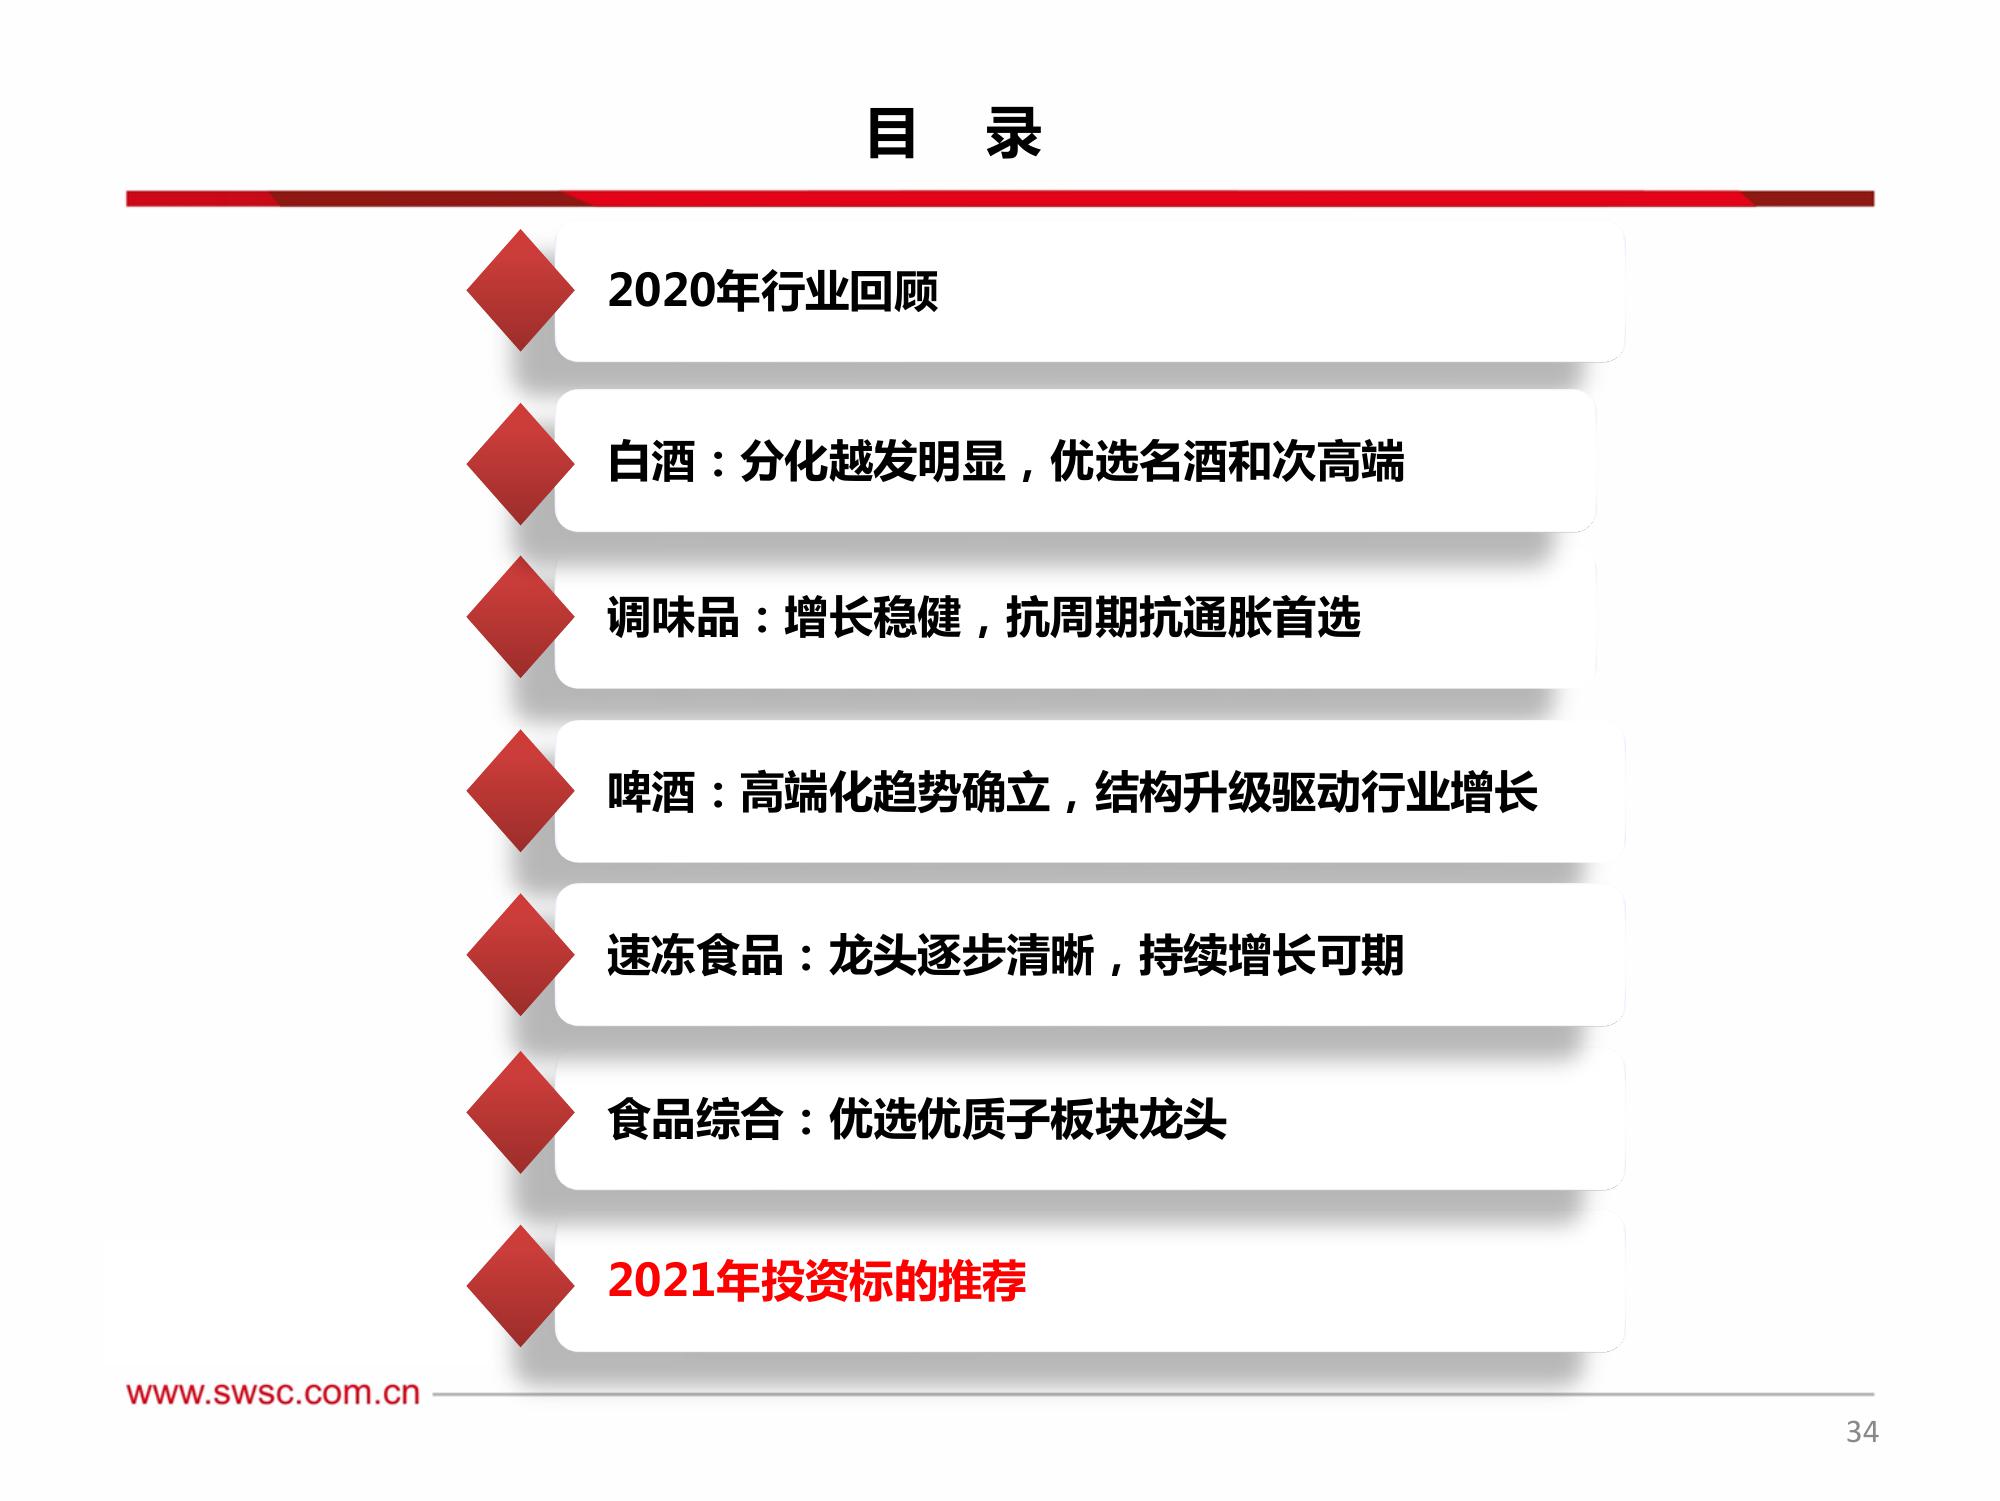 目 录
2020年行业回顾
白酒：分化越发明显，优选名酒和次高端
调味品：增长稳健，抗周期抗通胀首选
啤酒：高端化趋势确立，结构升级驱动行业增长
速冻食品：龙头逐步清晰，持续增长可期
食品综合：优选优质子板块龙头
2021年投资标的推荐
www.swsc.com.cn
34